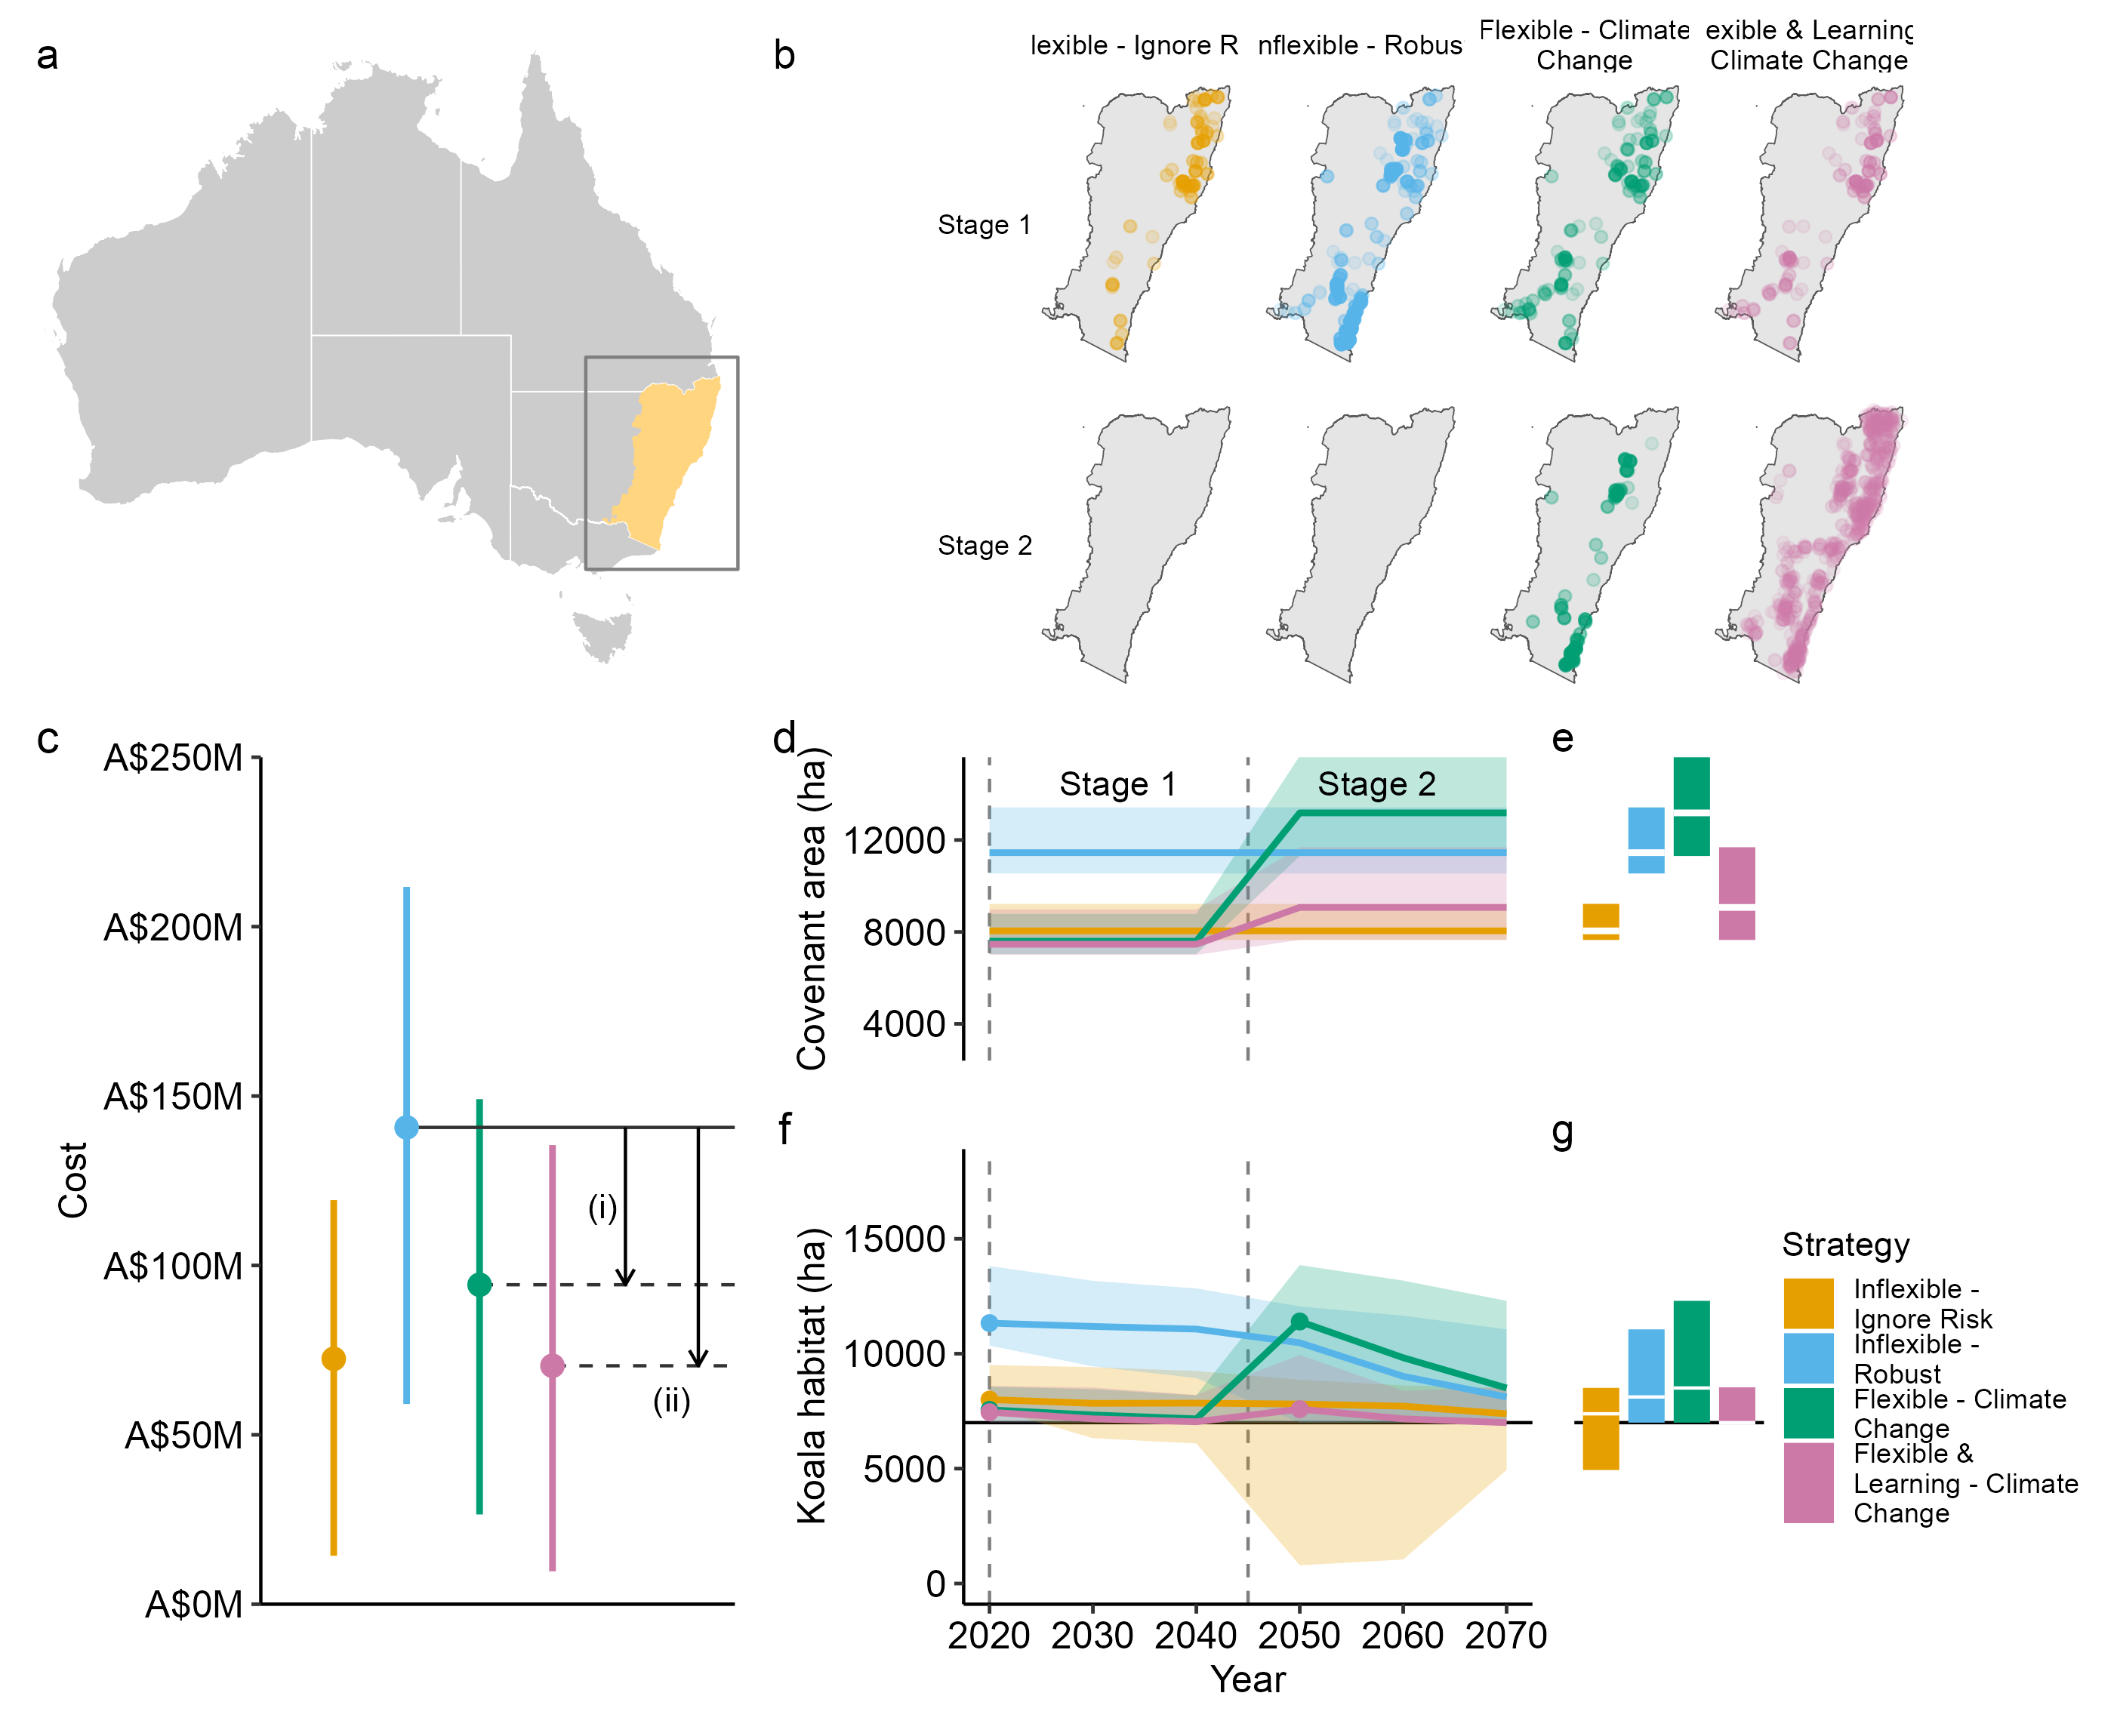 a
b
lexible - Ignore R
nflexible - Robus
Flexible - Climate
Change
exible & Learning
Climate Change
Stage 1
Stage 2
c
A$250M
A$200M
A$150M
A$100M
A$50M
A$0M
Cost
(i)
(ii)
d
Covenant area (ha)
12000
8000
4000
Stage 1
Stage 2
e
f
Koala habitat (ha)
15000
10000
5000
0
2020 2030 2040 2050 2060 2070
Year
g
Strategy
Inflexible -
Ignore Risk
Inflexible -
Robust
Flexible - Climate
Change
Flexible &
Learning - Climate
Change